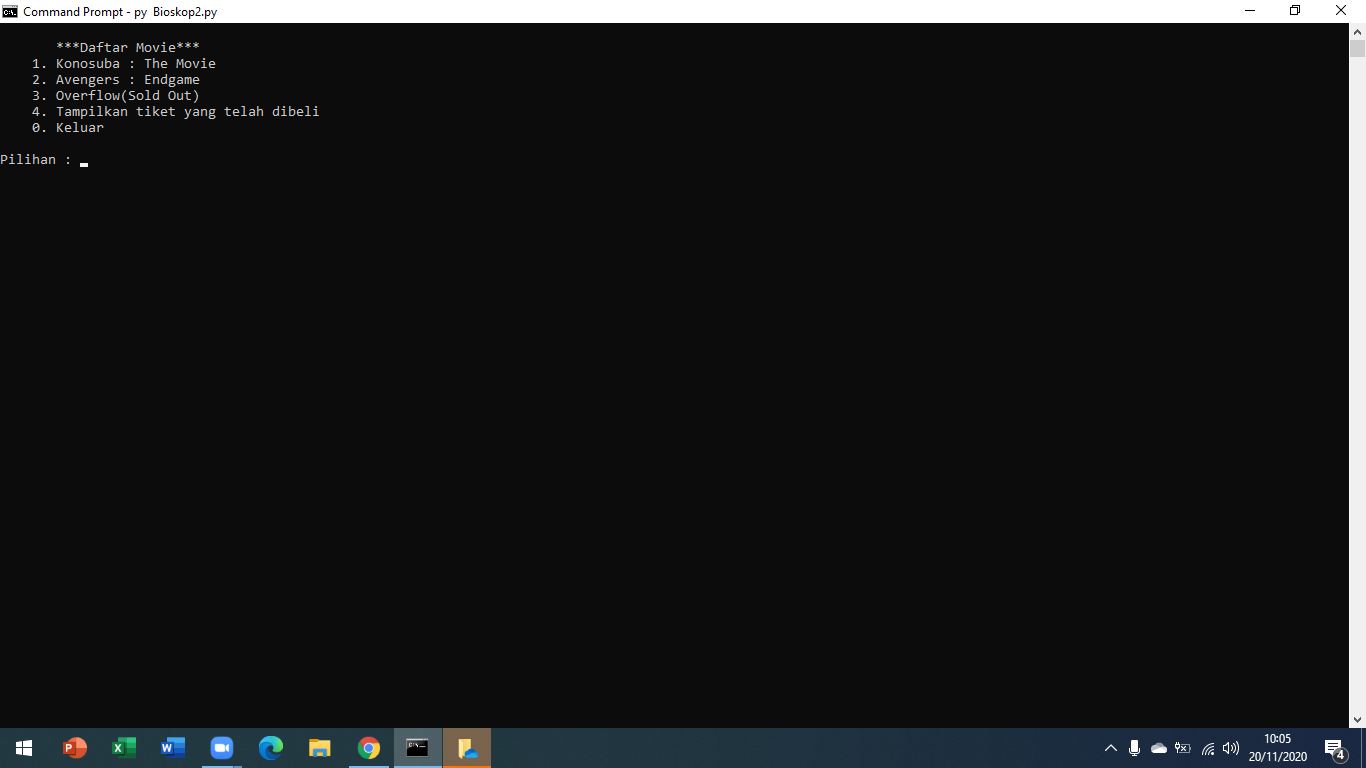 Command Prompt - py  Bioskop2.py
***Daftar Movie***
1. Konosuba : The Movie
2. Avengers : Endgame
3. Overflow(Sold Out)
4. Tampilkan tiket yang telah dibeli
0. Keluar
Pilihan :
10:05
20/11/2020
4